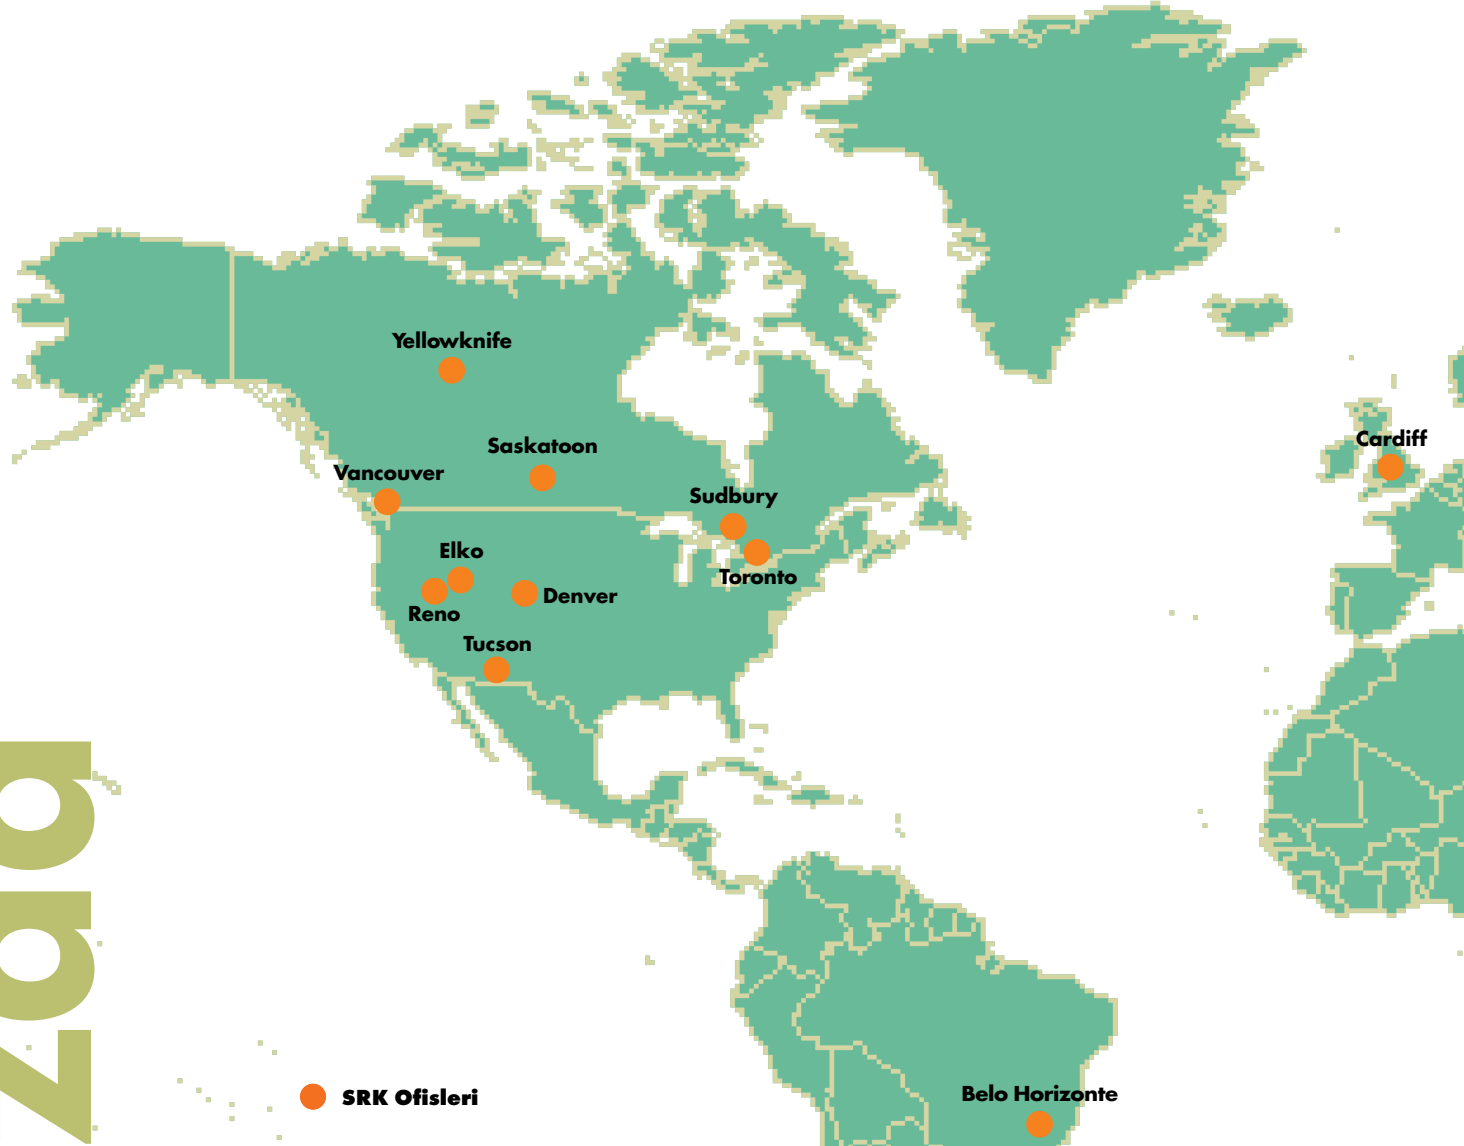 Yellowknife
Saskatoon
Cardiff
Vancouver
Sudbury
Elko
Toronto
Denver
Reno
Tucson
Belo Horizonte
SRK Ofisleri